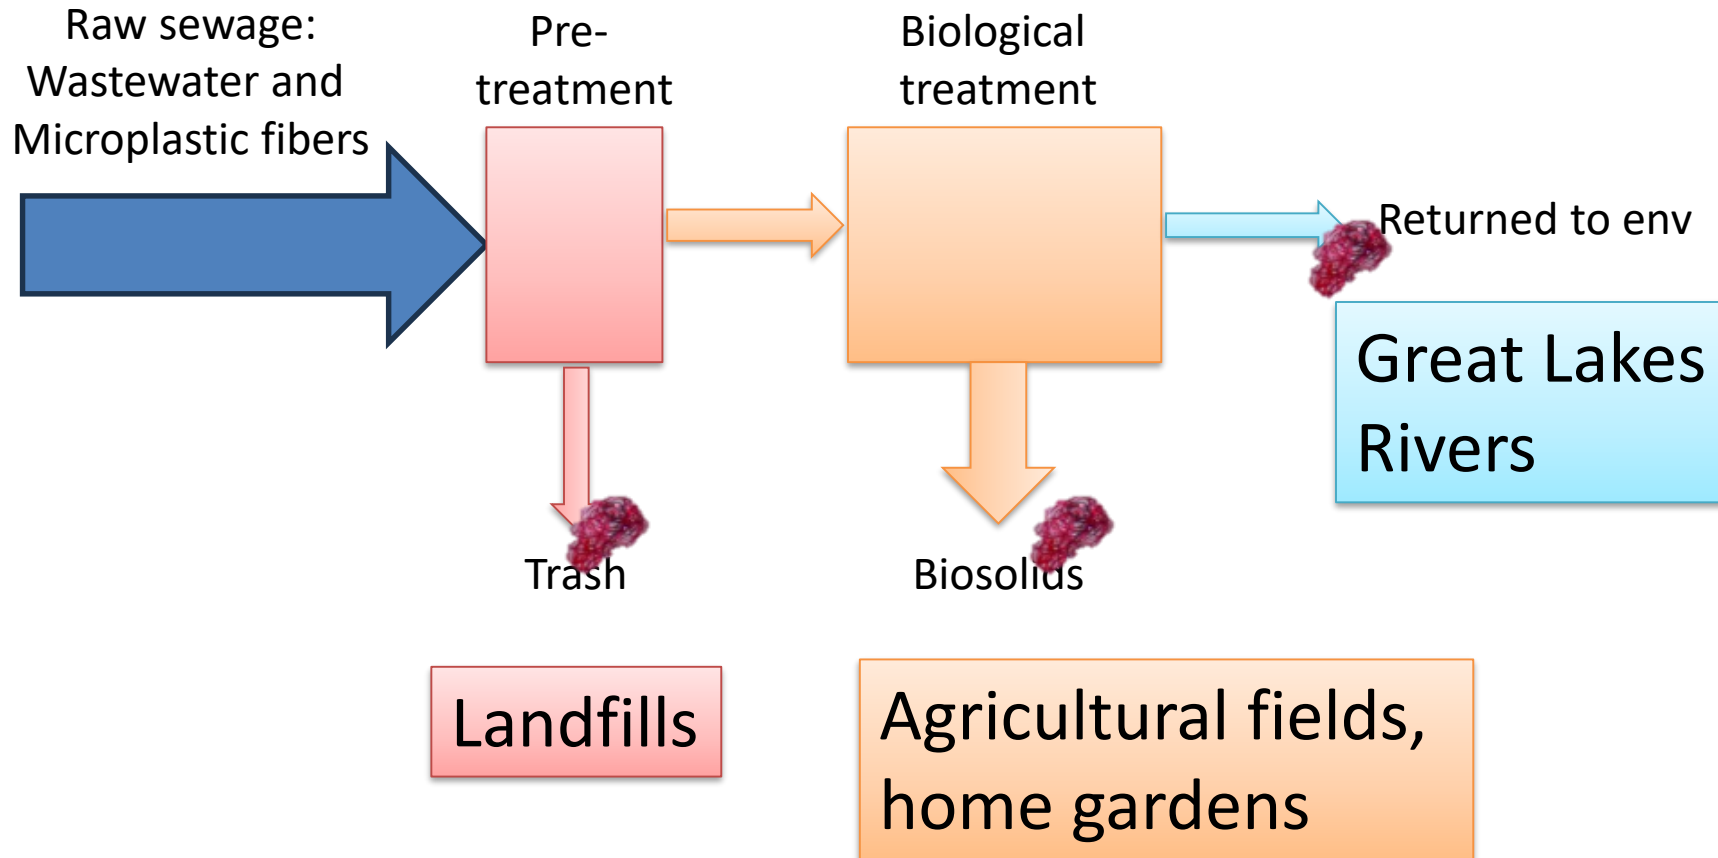 Raw sewage:
Wastewater and
Microplastic fibers
Pre-
treatment
Biological
treatment
Returned to env
Great Lakes
Rivers
Trash
Biosolids
Landfills
Agricultural fields,
home gardens